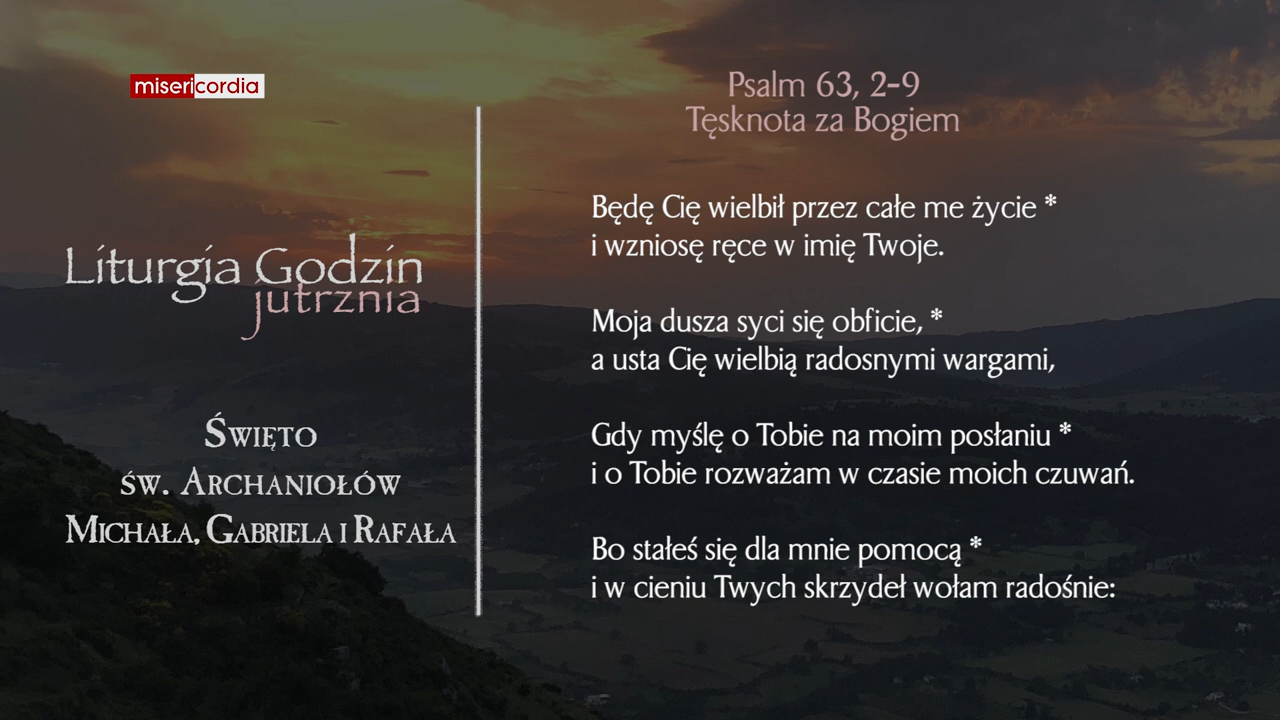 misericordia
Liturgia Godzin
jutrznia
Święto
św. Archaniołów
Michała, Gabriela i Rafała
Psalm 63, 2-9
Tęsknota za Bogiem
Będę Cię wielbił przez całe me życie *
i wzniosę ręce w imię Twoje.
Moja dusza syci się obficie, *
a usta Cię wielbią radosnymi wargami,
Gdy myślę o Tobie na moim posłaniu *
i o Tobie rozważam w czasie moich czuwań.
Bo stałeś się dla mnie pomocą *
i w cieniu Twych skrzydeł wołam radośnie: